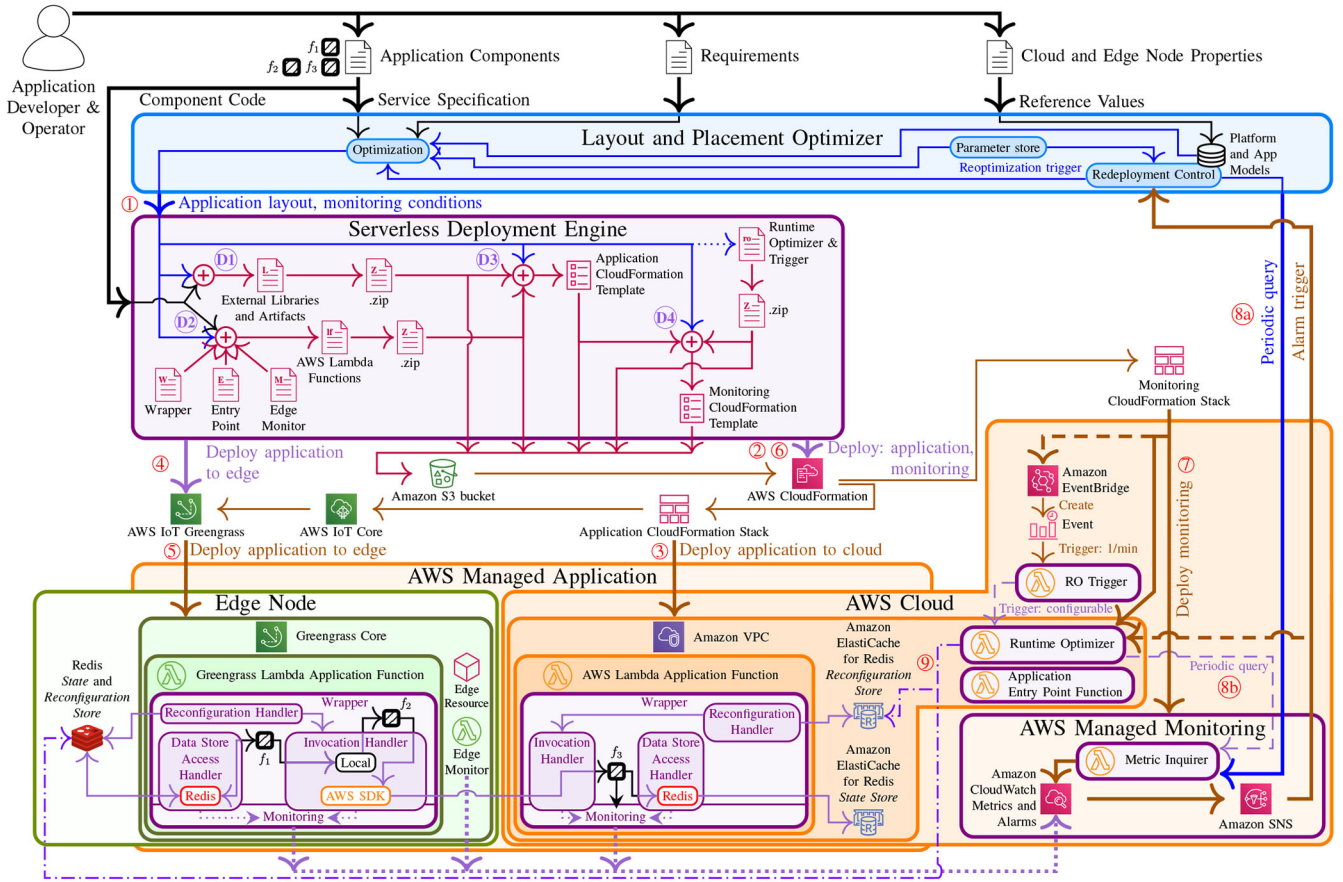 Application
Developer &
Operator
f₁
f₂
f₃
Application Components
Requirements
Cloud and Edge Node Properties
Component Code
Service Specification
Reference Values
Layout and Placement Optimizer
Optimization
Parameter store
Reoptimization trigger
Redeployment Control
Platform
and App
Models
①
Application layout, monitoring conditions
Serverless Deployment Engine
Runtime
Optimizer &
Trigger
ro
D1
L
External Libraries
and Artifacts
Z
.zip
D2
lf
AWS Lambda
Functions
Z
.zip
D3
Application
CloudFormation
Template
Z
.zip
D4
Monitoring
CloudFormation
Template
W
Wrapper
E
Entry
Point
M
Edge
Monitor
Periodic query
8a
Alarm trigger
Monitoring
CloudFormation Stack
④
Deploy application
to edge
② ⑥
Deploy: application,
monitoring
Amazon S3 bucket
AWS CloudFormation
AWS IoT Greengrass
AWS IoT Core
Application CloudFormation Stack
⑤
Deploy application to edge
③
Deploy application to cloud
⑦
Deploy monitoring
Amazon
EventBridge
Create
Event
Trigger: 1/min
RO Trigger
Trigger: configurable
Runtime Optimizer
Periodic query
8b
Application
Entry Point Function
AWS Managed Application
Edge Node
Greengrass Core
Greengrass Lambda Application Function
Wrapper
Reconfiguration Handler
Data Store
Access
Handler
Redis
f₁
f₂
Invocation Handler
Local
AWS SDK
Monitoring
Redis
State and
Reconfiguration
Store
Edge
Resource
Edge
Monitor
AWS Cloud
Amazon VPC
AWS Lambda Application Function
Wrapper
Reconfiguration
Handler
Invocation
Handler
f₃
Data Store
Access
Handler
Redis
Monitoring
Amazon
ElastiCache
for Redis
Reconfiguration
Store
R
⑨
Amazon
ElastiCache
for Redis
State Store
R
AWS Managed Monitoring
Metric Inquirer
Amazon
CloudWatch
Metrics and
Alarms
Amazon SNS